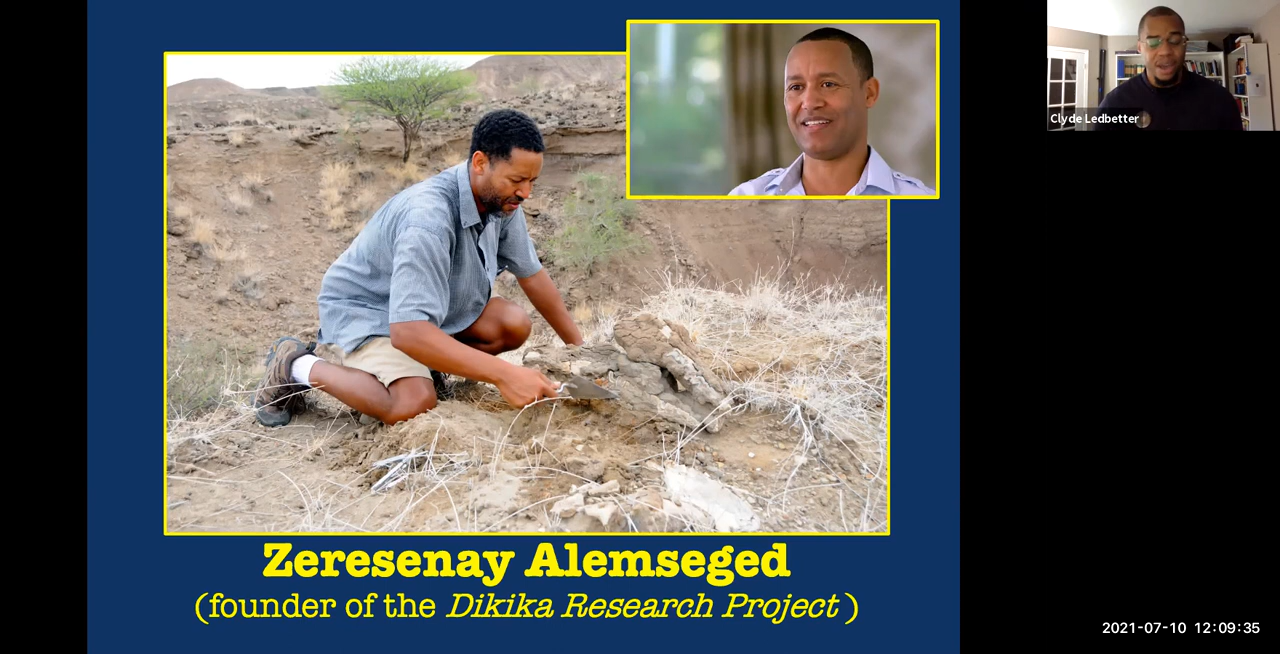 Clyde Ledbetter
Zeresenay Alemseged
(founder of the Dikika Research Project )
2021-07-10 12:09:35